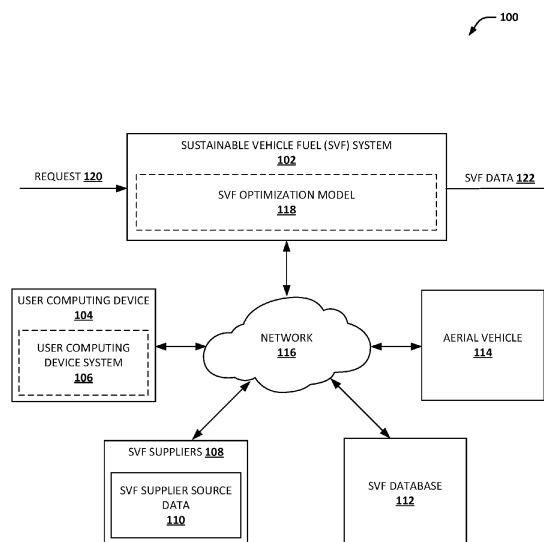 100
SUSTAINABLE VEHICLE FUEL (SVF) SYSTEM
102
REQUEST 120
SVF OPTIMIZATION MODEL
118
SVF DATA 122
USER COMPUTING DEVICE
104
USER COMPUTING
DEVICE SYSTEM
106
NETWORK
116
AERIAL VEHICLE
114
SVF SUPPLIERS 108
SVF SUPPLIER SOURCE
DATA
110
SVF DATABASE
112